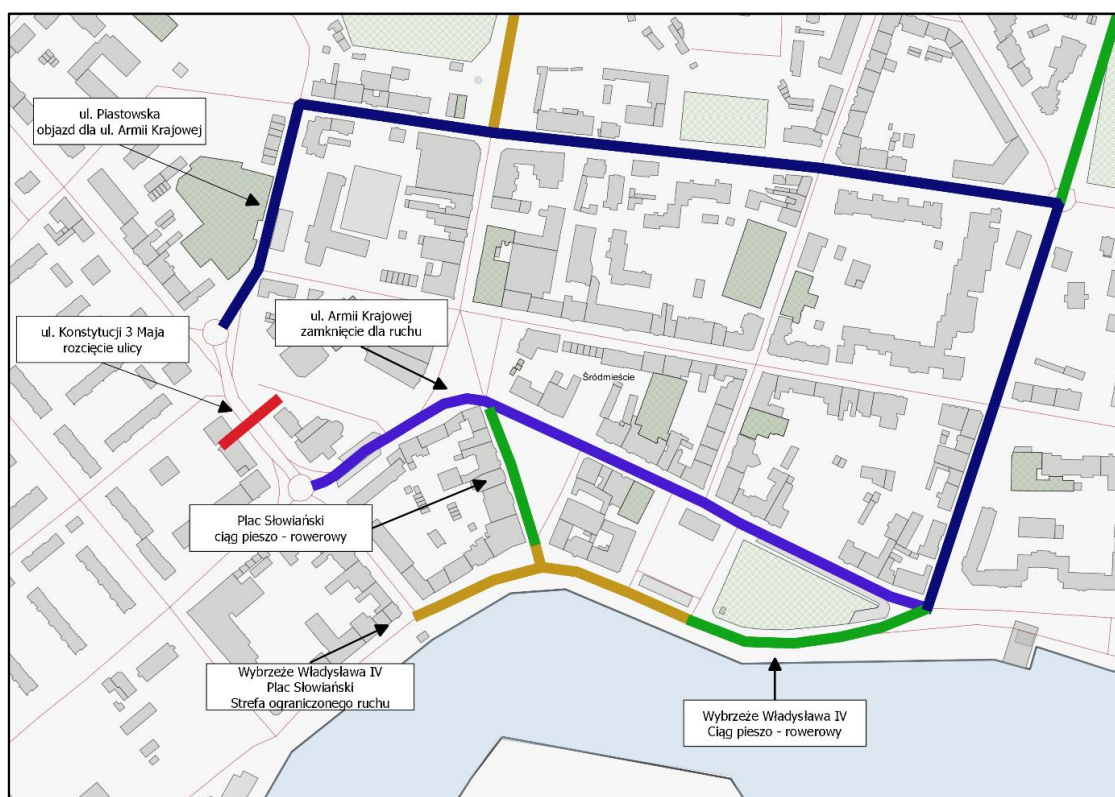 ul. Piastowska
objazd dla ul. Armii Krajowej
ul. Konstytucji 3 Maja
rozcięcie ulicy
ul. Armii Krajowej
zamknięcie dla ruchu
Śródmieście
Plac Słowiański
ciąg pieszo - rowerowy
Wybrzeże Władysława IV
Plac Słowiański
Strefa ograniczonego ruchu
Wybrzeże Władysława IV
Ciąg pieszo - rowerowy